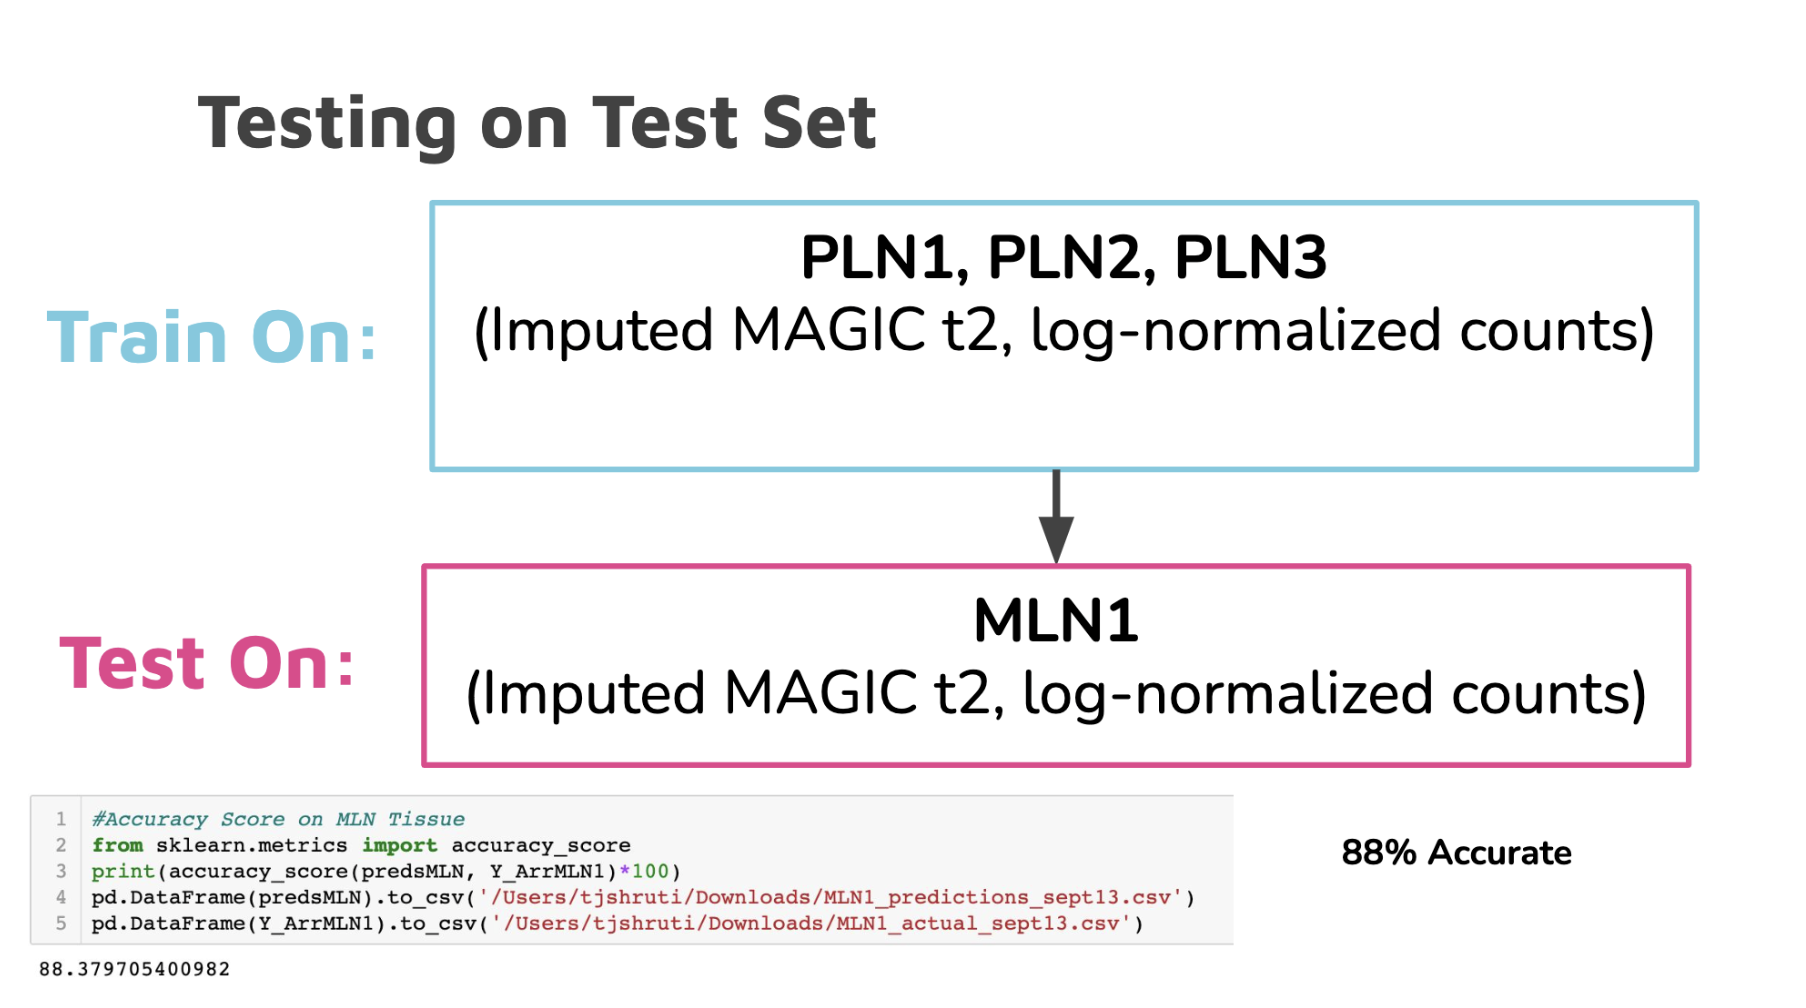 Testing on Test Set
Train On:
PLN1, PLN2, PLN3
(Imputed MAGIC t2, log-normalized counts)
Test On:
MLN1
(Imputed MAGIC t2, log-normalized counts)
1 #Accuracy Score on MLN Tissue
2 from sklearn.metrics import accuracy_score
3 print(accuracy_score(predsMLN, Y_ArrMLN1)*100)
4 pd.DataFrame(predsMLN).to_csv('/Users/tjshruti/Downloads/MLN1_predictions_sept13.csv')
5 pd.DataFrame(Y_ArrMLN1).to_csv('/Users/tjshruti/Downloads/MLN1_actual_sept13.csv')
88.379705400982
88% Accurate